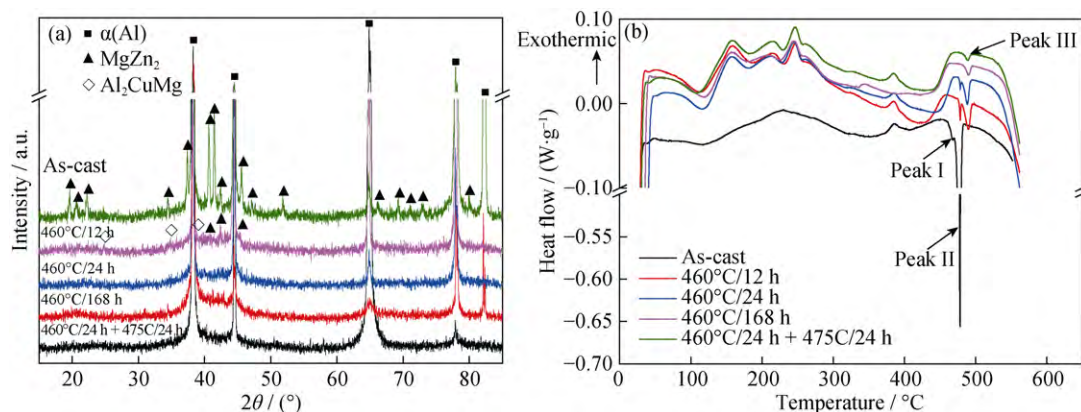 (a)
■ α(Al)
▲ MgZn₂
◇ Al₂CuMg
As-cast
460°C/12 h
460°C/24 h
460°C/168 h
460°C/24 h + 475C/24 h
Intensity / a.u.
20 30 40 50 60 70 80
2θ / (°)
(b)
Exothermic
Peak III
Peak I
Peak II
0.10
0.05
0.00
−0.05
−0.10
−0.55
−0.60
−0.65
−0.70
Heat flow / (W·g⁻¹)
As-cast
460°C/12 h
460°C/24 h
460°C/168 h
460°C/24 h + 475C/24 h
0 100 200 300 400 500 600
Temperature / °C